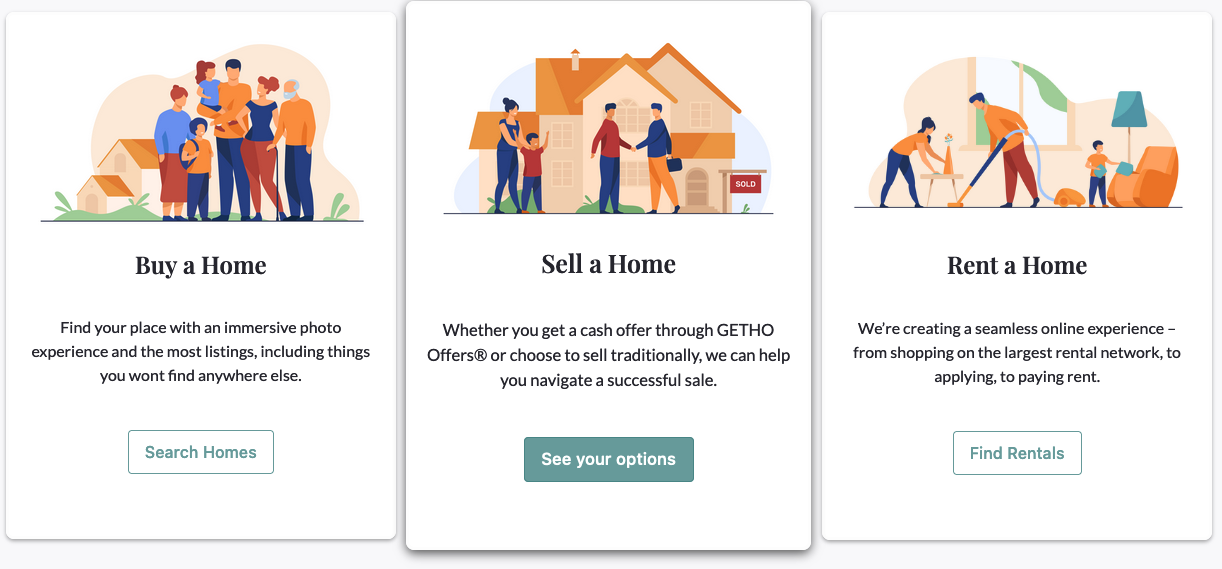 SOLD
Buy a Home
Find your place with an immersive photo
experience and the most listings, including things
you wont find anywhere else.
Search Homes
Sell a Home
Whether you get a cash offer through GETHO
Offers® or choose to sell traditionally, we can help
you navigate a successful sale.
See your options
Rent a Home
We’re creating a seamless online experience –
from shopping on the largest rental network, to
applying, to paying rent.
Find Rentals